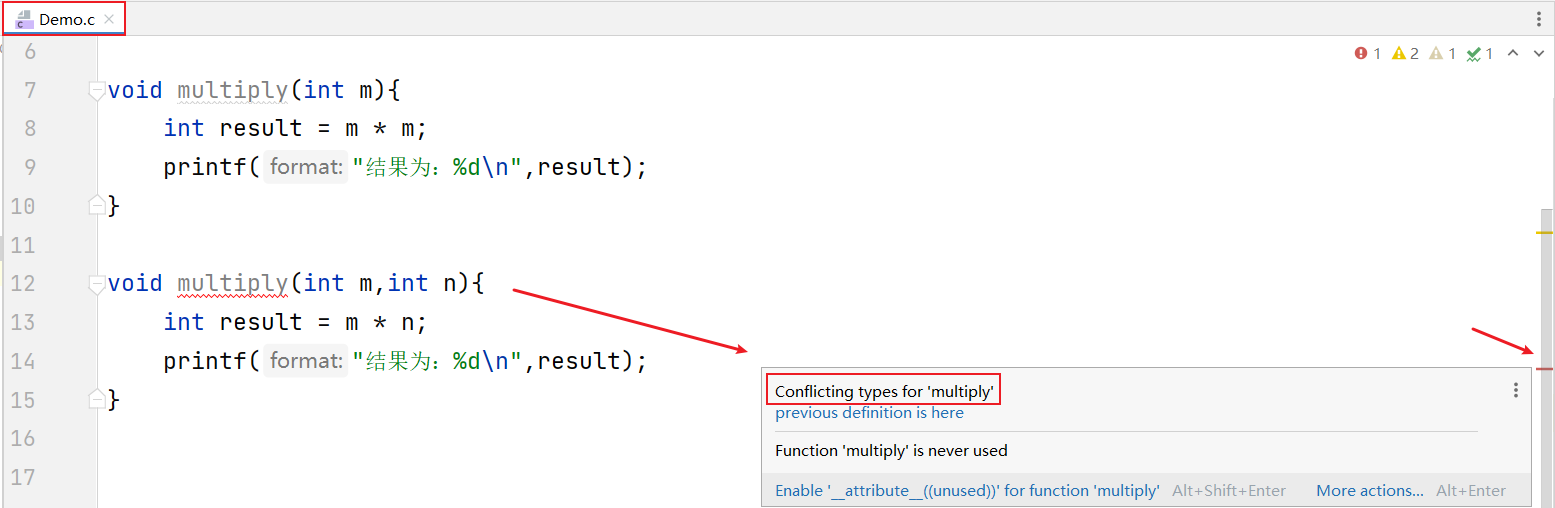 Demo.c
1 2 1 1
6
7 void multiply(int m){
8 int result = m * m;
9 printf( format: "结果为：%d\n",result);
10 }
11
12 void multiply(int m,int n){
13 int result = m * n;
14 printf( format: "结果为：%d\n",result);
15 }
16
17
Conflicting types for 'multiply'
previous definition is here
Function 'multiply' is never used
Enable '__attribute__((unused))' for function 'multiply' Alt+Shift+Enter More actions... Alt+Enter